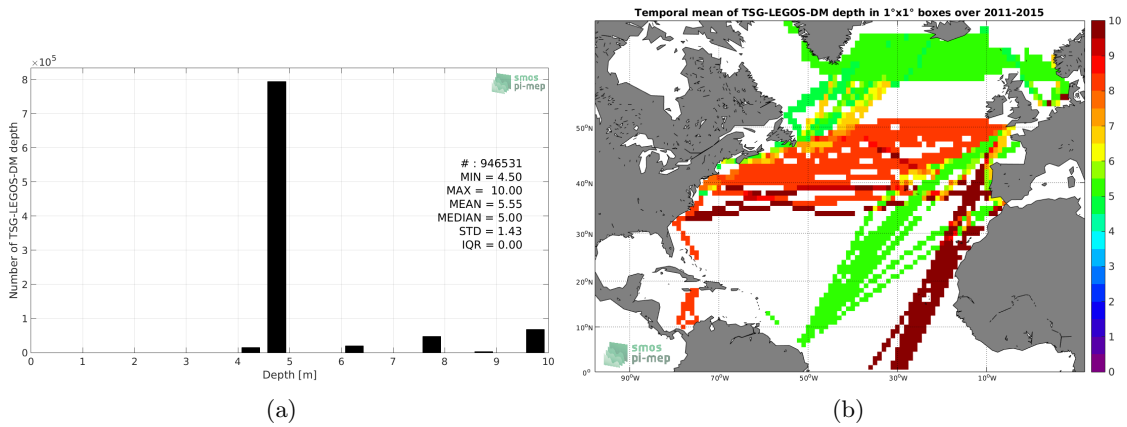 ×10⁵
8
7
6
5
4
3
2
1
0
Number of TSG-LEGOS-DM depth
smos
pi-mep
# : 946531
MIN = 4.50
MAX = 10.00
MEAN = 5.55
MEDIAN = 5.00
STD = 1.43
IQR = 0.00
0 1 2 3 4 5 6 7 8 9 10
Depth [m]
(a)
Temporal mean of TSG-LEGOS-DM depth in 1°x1° boxes over 2011-2015
50°N
40°N
30°N
20°N
10°N
0°
90°W 70°W 50°W 30°W 10°W
smos
pi-mep
10
9
8
7
6
5
4
3
2
1
0
(b)